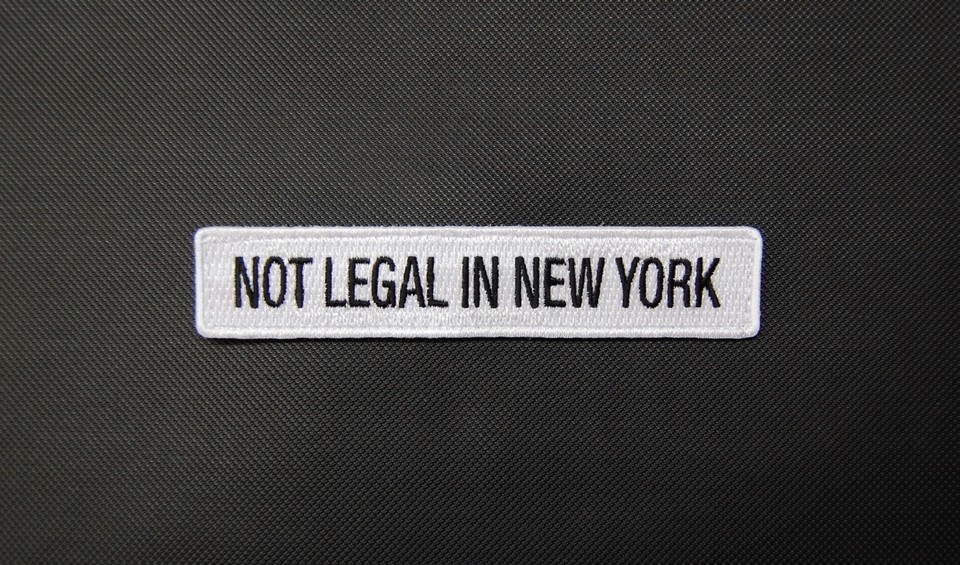 NOT LEGAL IN NEW YORK